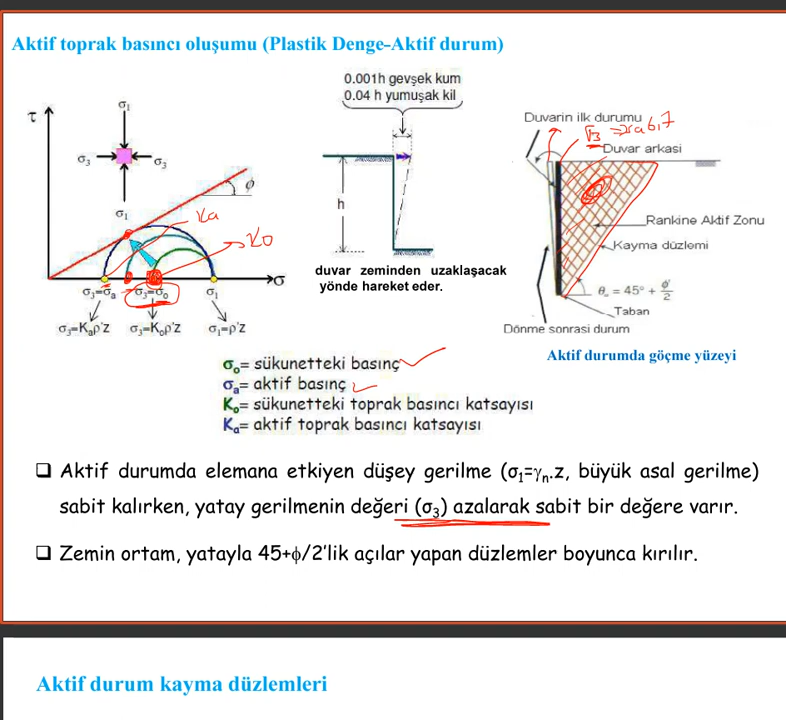 Aktif toprak basıncı oluşumu (Plastik Denge-Aktif durum)
τ
σ₁
σ₃
σ₃
σ₁
ϕ
Ka
Ko
σ
σ₃=σₐ
σ₃=σ₀
σ₁
σ₃=Kₐρ'z
σ₃=K₀ρ'z
σ₁=ρ'z
0.001h gevşek kum
0.04 h yumuşak kil
h
duvar zeminden uzaklaşacak
yönde hareket eder.
Duvarin ilk durumu
Duvar arkasi
Rankine Aktif Zonu
Kayma düzlemi
θₐ = 45° + ϕ'/2
Taban
Dönme sonrasi durum
Aktif durumda göçme yüzeyi
σ₀= sükunetteki basınç
σₐ= aktif basınç
K₀= sükunetteki toprak basıncı katsayısı
Kₐ= aktif toprak basıncı katsayısı
❑ Aktif durumda elemana etkiyen düşey gerilme (σ₁=γₙ.z, büyük asal gerilme)
sabit kalırken, yatay gerilmenin değeri (σ₃) azalarak sabit bir değere varır.
❑ Zemin ortam, yatayla 45+ϕ/2'lik açılar yapan düzlemler boyunca kırılır.
Aktif durum kayma düzlemleri